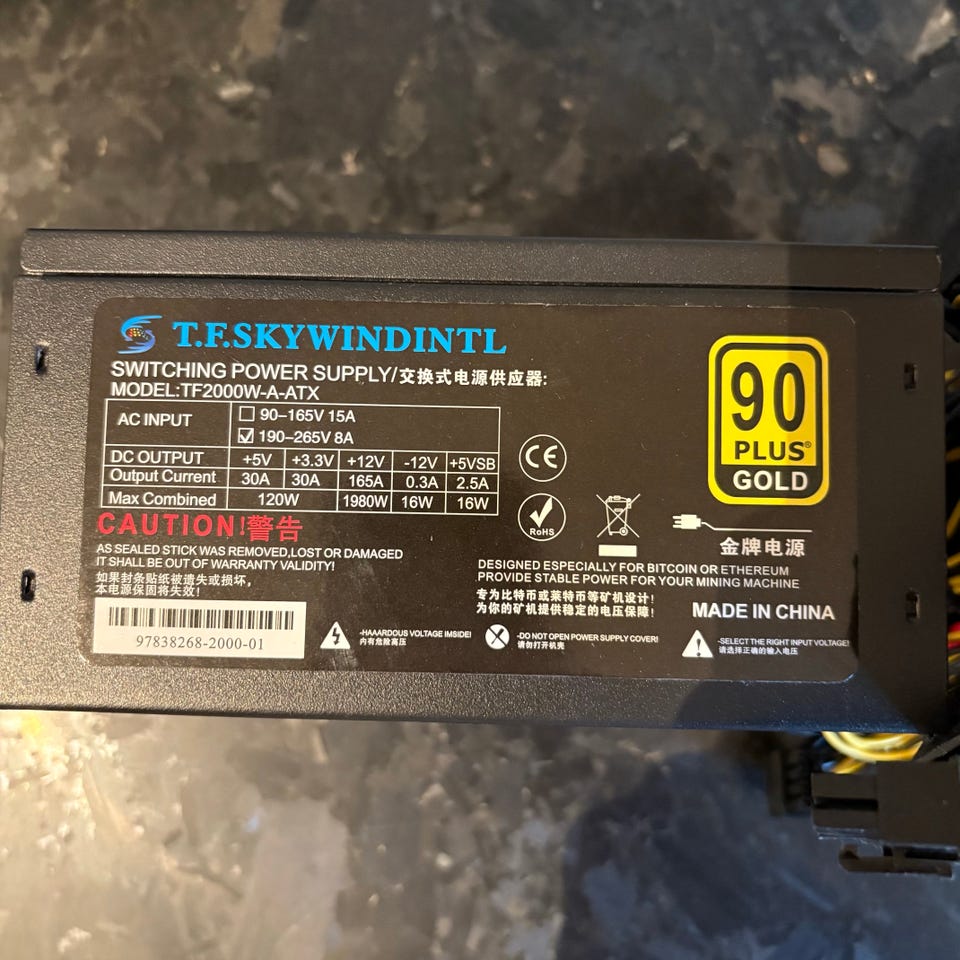 T.F.SKYWINDINTL
SWITCHING POWER SUPPLY/交换式电源供应器:
MODEL:TF2000W-A-ATX
AC INPUT
90-165V 15A
190-265V 8A
DC OUTPUT +5V +3.3V +12V -12V +5VSB
Output Current 30A 30A 165A 0.3A 2.5A
Max Combined 120W 1980W 16W 16W
CAUTION!警告
AS SEALED STICK WAS REMOVED,LOST OR DAMAGED
IT SHALL BE OUT OF WARRANTY VALIDITY!
如果封条贴纸被遗失或损坏,
本电源保固将失效!
97838268-2000-01
CE
RoHS
90
PLUS®
GOLD
金牌电源
DESIGNED ESPECIALLY FOR BITCOIN OR ETHEREUM
PROVIDE STABLE POWER FOR YOUR MINING MACHINE
专为比特币或莱特币等矿机设计!
为你的矿机提供稳定的电压保障!
MADE IN CHINA
-HAAARDOUS VOLTAGE IMSIDE!
内有危险高压
-DO NOT OPEN POWER SUPPLY COVER!
请勿打开机壳
-SELECT THE RIGHT INPUT VOLTAGE!
请选择正确的输入电压